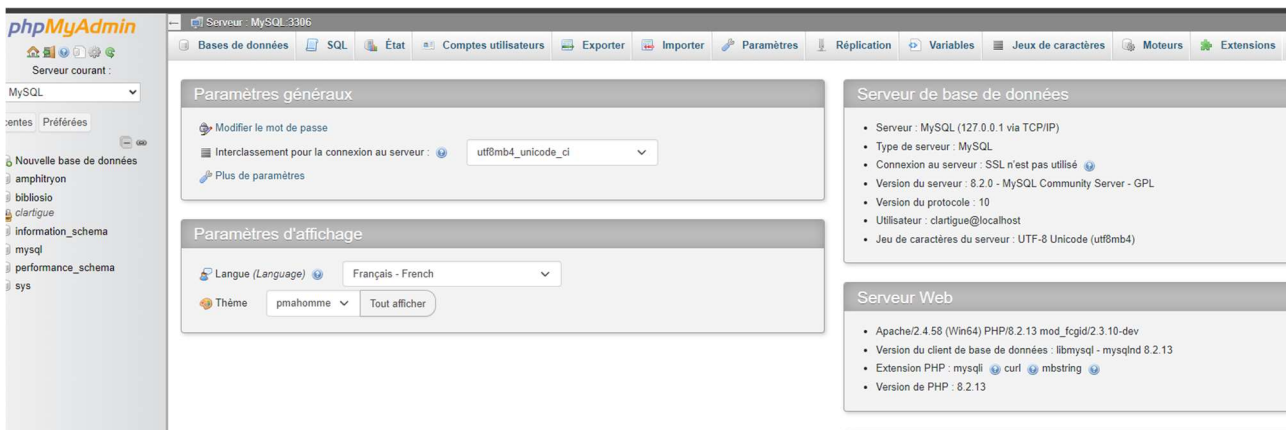 phpMyAdmin
Serveur courant :
MySQL
Préférées
Nouvelle base de données
amphitryon
bibliosio
clartigue
information_schema
mysql
performance_schema
sys
Serveur : MySQL:3306
Bases de données SQL État Comptes utilisateurs Exporter Importer Paramètres Réplication Variables Jeux de caractères Moteurs Extensions
Paramètres généraux
Modifier le mot de passe
Interclassement pour la connexion au serveur : utf8mb4_unicode_ci
Plus de paramètres
Paramètres d'affichage
Langue (Language) Français - French
Thème pmahomme Tout afficher
Serveur de base de données
Serveur : MySQL (127.0.0.1 via TCP/IP)
Type de serveur : MySQL
Connexion au serveur : SSL n'est pas utilisé
Version du serveur : 8.2.0 - MySQL Community Server - GPL
Version du protocole : 10
Utilisateur : clartigue@localhost
Jeu de caractères du serveur : UTF-8 Unicode (utf8mb4)
Serveur Web
Apache/2.4.58 (Win64) PHP/8.2.13 mod_fcgid/2.3.10-dev
Version du client de base de données : libmysql - mysqlnd 8.2.13
Extension PHP : mysqli curl mbstring
Version de PHP : 8.2.13